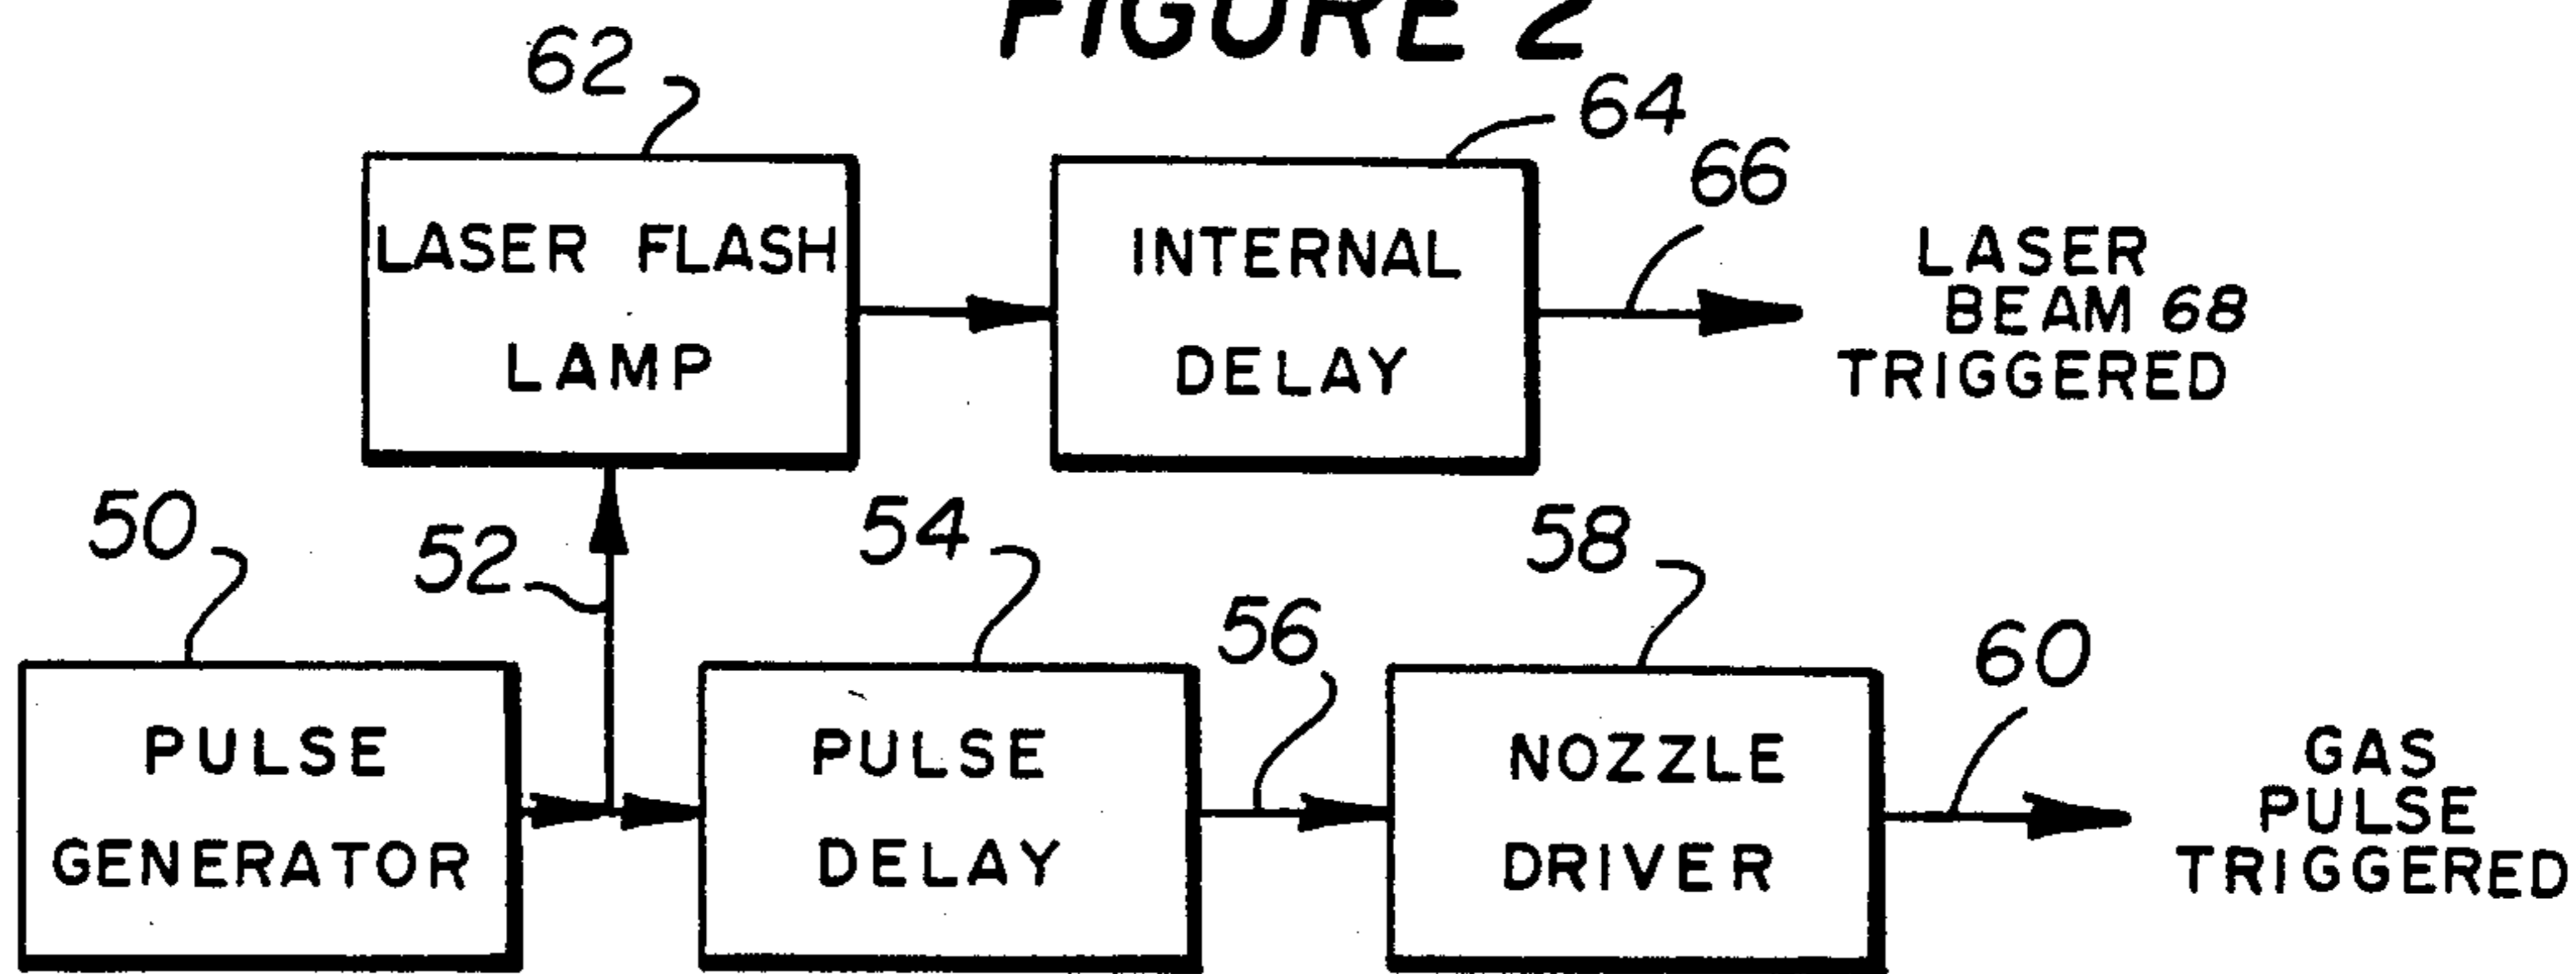 FIGURE 2
62
64
66
LASER FLASH
LAMP
INTERNAL
DELAY
LASER
BEAM 68
TRIGGERED
50
52
54
56
58
60
PULSE
GENERATOR
PULSE
DELAY
NOZZLE
DRIVER
GAS
PULSE
TRIGGERED